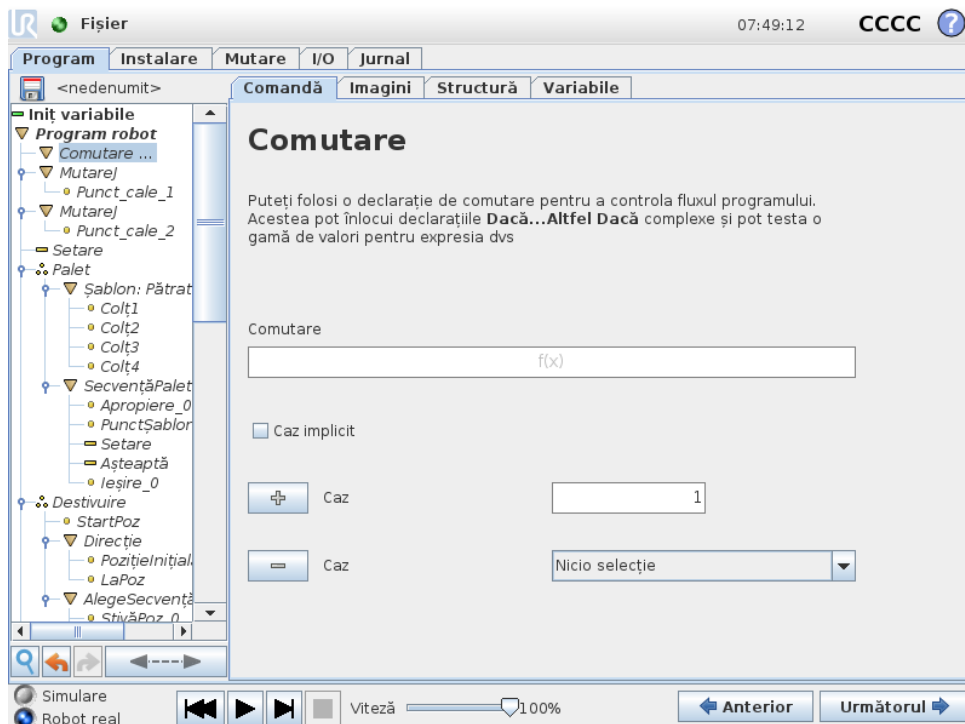 UR Fișier 07:49:12 CCCC ?
Program Instalare Mutare I/O Jurnal
<nedenumit>
Comandă Imagini Structură Variabile
Iniț variabile
Program robot
Comutare ...
MutareJ
Punct_cale_1
MutareJ
Punct_cale_2
Setare
Palet
Șablon: Pătrat
Colț1
Colț2
Colț3
Colț4
SecvențăPalet
Apropiere_0
PunctȘablor
Setare
Așteaptă
Ieșire_0
Destivuire
StartPoz
Direcție
PozițieInițial
LaPoz
AlegeSecvență
StivăPoz_0
Comutare
Puteți folosi o declarație de comutare pentru a controla fluxul programului.
Acestea pot înlocui declarațiile Dacă...Altfel Dacă complexe și pot testa o
gamă de valori pentru expresia dvs
Comutare
f(x)
Caz implicit
Caz 1
Caz Nicio selecție
Simulare
Robot real
Viteză 100%
Anterior Următorul